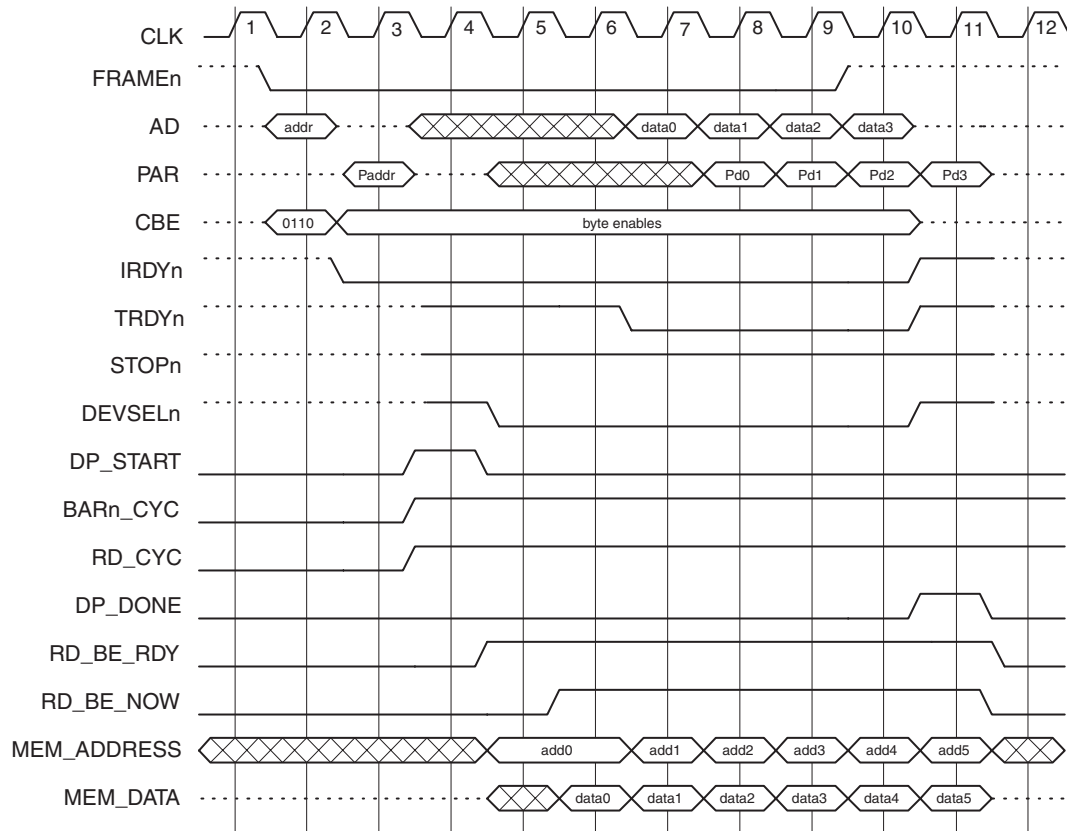 CLK 1 2 3 4 5 6 7 8 9 10 11 12
FRAMEn
AD addr data0 data1 data2 data3
PAR Paddr Pd0 Pd1 Pd2 Pd3
CBE 0110 byte enables
IRDYn
TRDYn
STOPn
DEVSELn
DP_START
BARn_CYC
RD_CYC
DP_DONE
RD_BE_RDY
RD_BE_NOW
MEM_ADDRESS add0 add1 add2 add3 add4 add5
MEM_DATA data0 data1 data2 data3 data4 data5